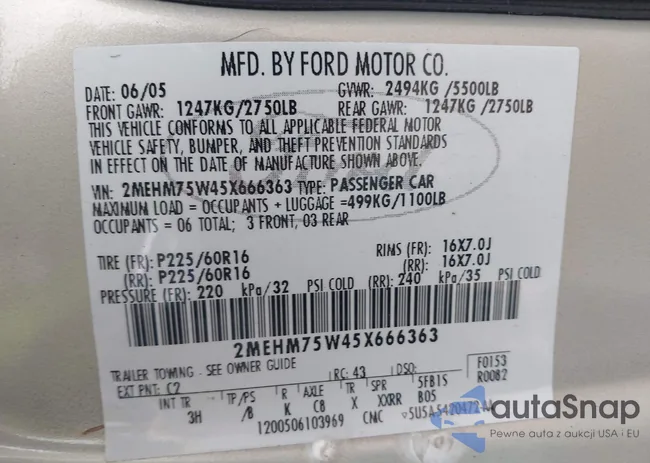 MFD. BY FORD MOTOR CO.
DATE: 06/05 GVWR: 2494KG /5500LB
FRONT GAWR: 1247KG/2750LB REAR GAWR: 1247KG /2750LB
THIS VEHICLE CONFORMS TO ALL APPLICABLE FEDERAL MOTOR
VEHICLE SAFETY, BUMPER, AND THEFT PREVENTION STANDARDS
IN EFFECT ON THE DATE OF MANUFACTURE SHOWN ABOVE.
VIN: 2MEHM75W45X666363 TYPE: PASSENGER CAR
MAXIMUM LOAD = OCCUPANTS + LUGGAGE =499KG/1100LB
OCCUPANTS = 06 TOTAL; 3 FRONT, 03 REAR
TIRE (FR): P225/60R16 RIMS (FR): 16X7.0J
(RR): P225/60R16 (RR): 16X7.0J
PRESSURE (FR): 220 kPa/32 PSI COLD (RR): 240 kPa/35 PSI COLD
2MEHM75W45X666363
TRAILER TOWING - SEE OWNER GUIDE
EXT PNT: C2 RC: 43 DSO: F0153
R0082
INT TR TP/PS R AXLE TR SPR 5FB1S
3H /8 K C8 X XXRR B05
1200506103969 CMC
autaSnap
Pewne auta z aukcji USA i EU